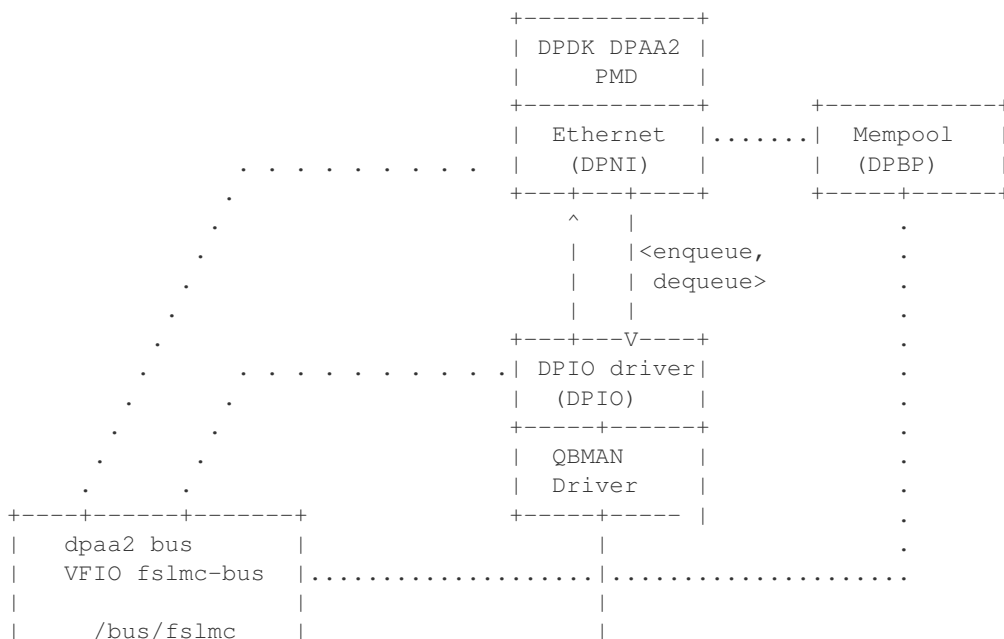 DPDK DPAA2
PMD
Ethernet
(DPNI)
Mempool
(DPBP)
<enqueue,
dequeue>
DPIO driver
(DPIO)
QBMAN
Driver
dpaa2 bus
VFIO fslmc-bus
/bus/fslmc